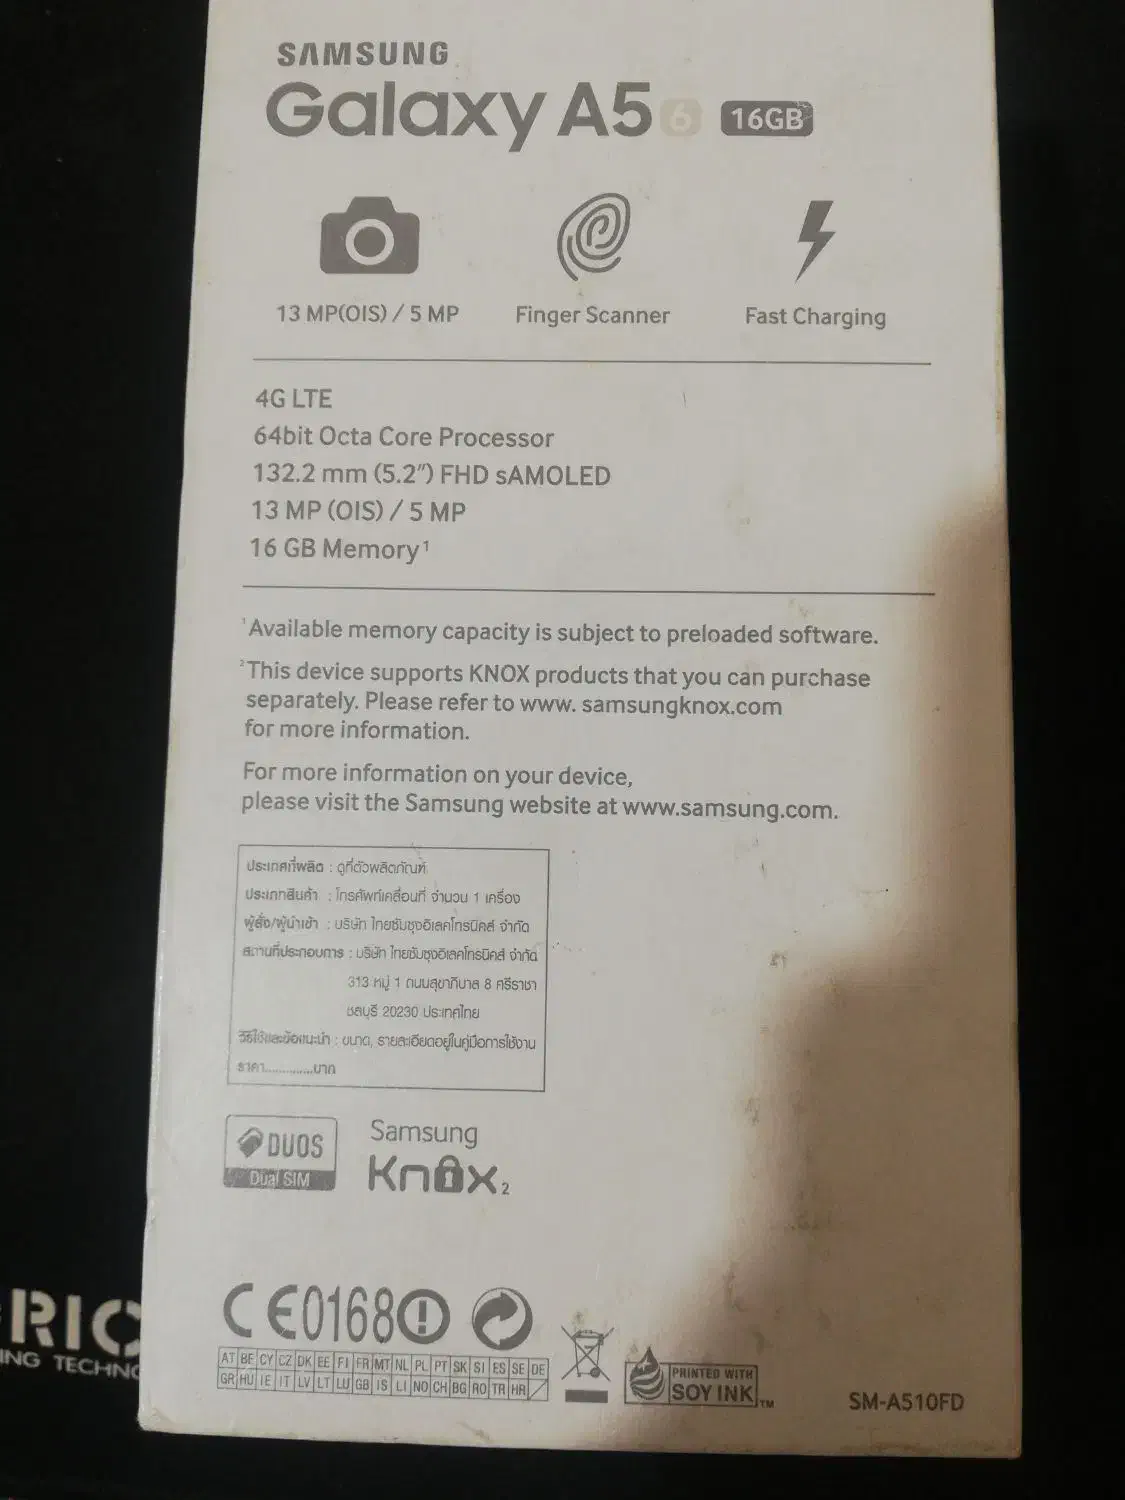 SAMSUNG
Galaxy A5 6 16GB
13 MP(OIS) / 5 MP
Finger Scanner
Fast Charging
4G LTE
64bit Octa Core Processor
132.2 mm (5.2") FHD sAMOLED
13 MP (OIS) / 5 MP
16 GB Memory¹
¹Available memory capacity is subject to preloaded software.
²This device supports KNOX products that you can purchase
separately. Please refer to www. samsungknox.com
for more information.
For more information on your device,
please visit the Samsung website at www.samsung.com.
ประเทศที่ผลิต : ดูที่ตัวผลิตภัณฑ์
ประเภทสินค้า : โทรศัพท์เคลื่อนที่ จำนวน 1 เครื่อง
ผู้สั่ง/ผู้นำเข้า : บริษัท ไทยซัมซุงอิเลคโทรนิคส์ จำกัด
สถานที่ประกอบการ : บริษัท ไทยซัมซุงอิเลคโทรนิคส์ จำกัด
313 หมู่ 1 ถนนสุขาภิบาล 8 ศรีราชา
ชลบุรี 20230 ประเทศไทย
วิธีใช้และข้อแนะนำ : ขนาด, รายละเอียดอยู่ในคู่มือการใช้งาน
ราคา..............บาท
DUOS
Dual SIM
Samsung
Knox₂
CE0168
AT BE CY CZ DK EE FI FR MT NL PL PT SK SI ES SE DE
GR HU IE IT LV LT LU GB IS LI NO CH BG RO TR HR
PRINTED WITH
SOY INK™
SM-A510FD
RIC
ING TECHNO